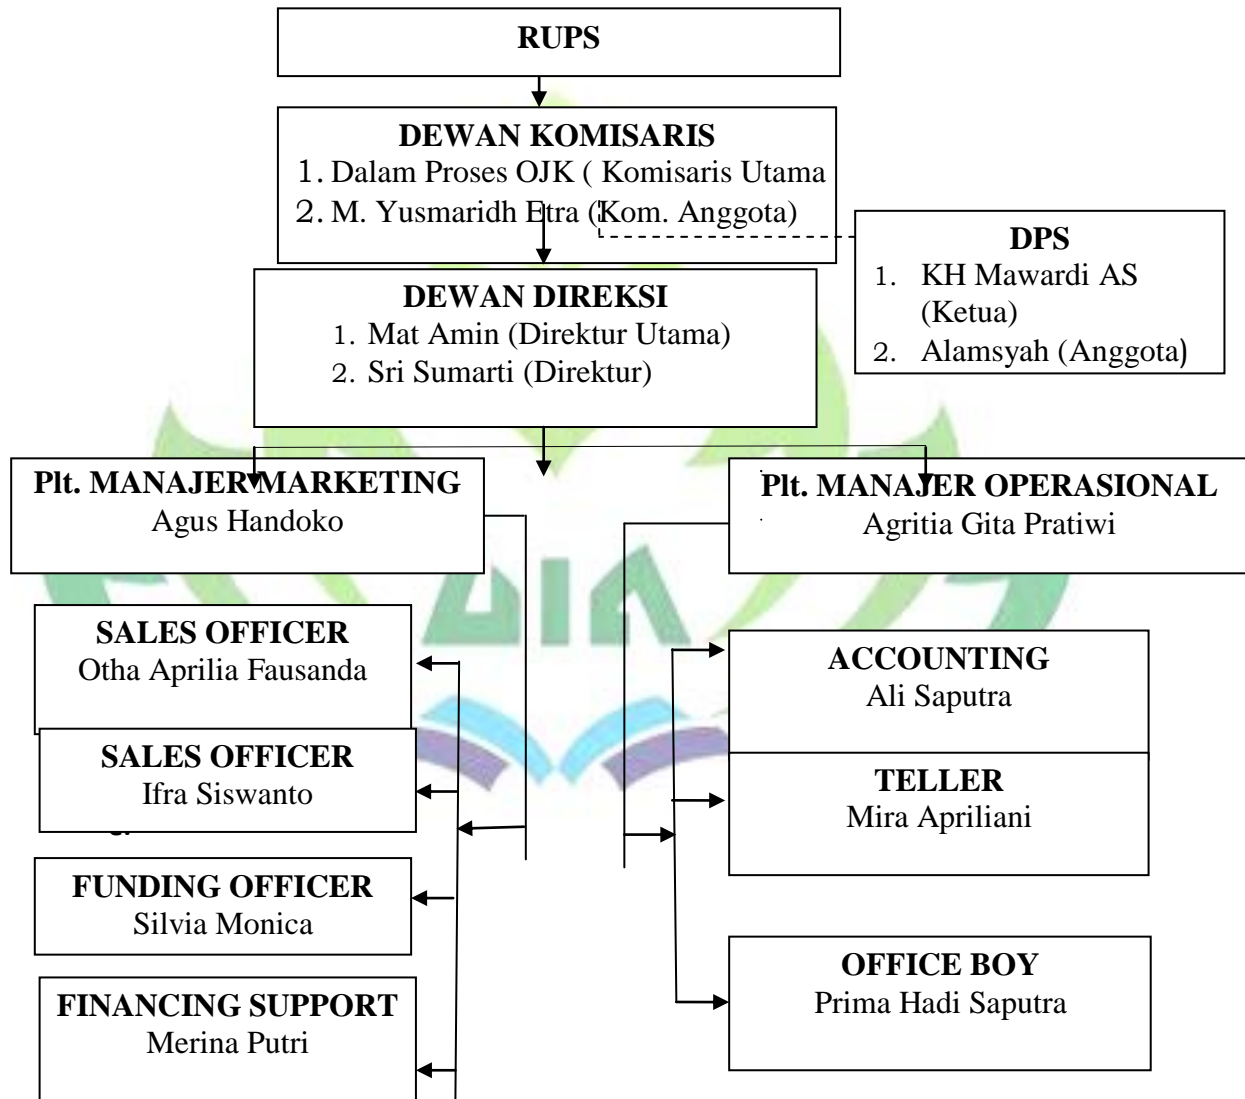 RUPS
DEWAN KOMISARIS
1. Dalam Proses OJK ( Komisaris Utama
2. M. Yusmaridh Etra (Kom. Anggota)
DPS
1. KH Mawardi AS
(Ketua)
2. Alamsyah (Anggota)
DEWAN DIREKSI
1. Mat Amin (Direktur Utama)
2. Sri Sumarti (Direktur)
Plt. MANAJER MARKETING
Agus Handoko
Plt. MANAJER OPERASIONAL
Agritia Gita Pratiwi
SALES OFFICER
Otha Aprilia Fausanda
SALES OFFICER
Ifra Siswanto
FUNDING OFFICER
Silvia Monica
FINANCING SUPPORT
Merina Putri
ACCOUNTING
Ali Saputra
TELLER
Mira Apriliani
OFFICE BOY
Prima Hadi Saputra